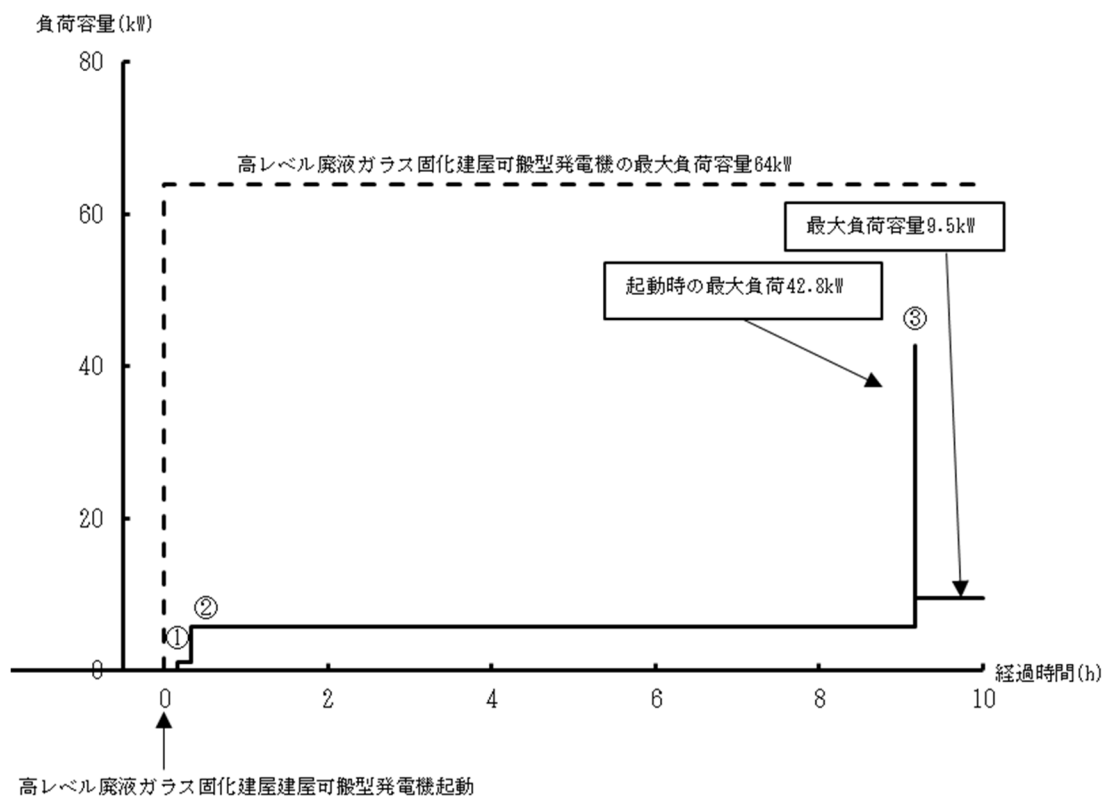 負荷容量(kW)
80
高レベル廃液ガラス固化建屋可搬型発電機の最大負荷容量64kW
60
最大負荷容量9.5kW
起動時の最大負荷42.8kW
③
40
20
②
①
0
経過時間(h)
0 2 4 6 8 10
高レベル廃液ガラス固化建屋建屋可搬型発電機起動